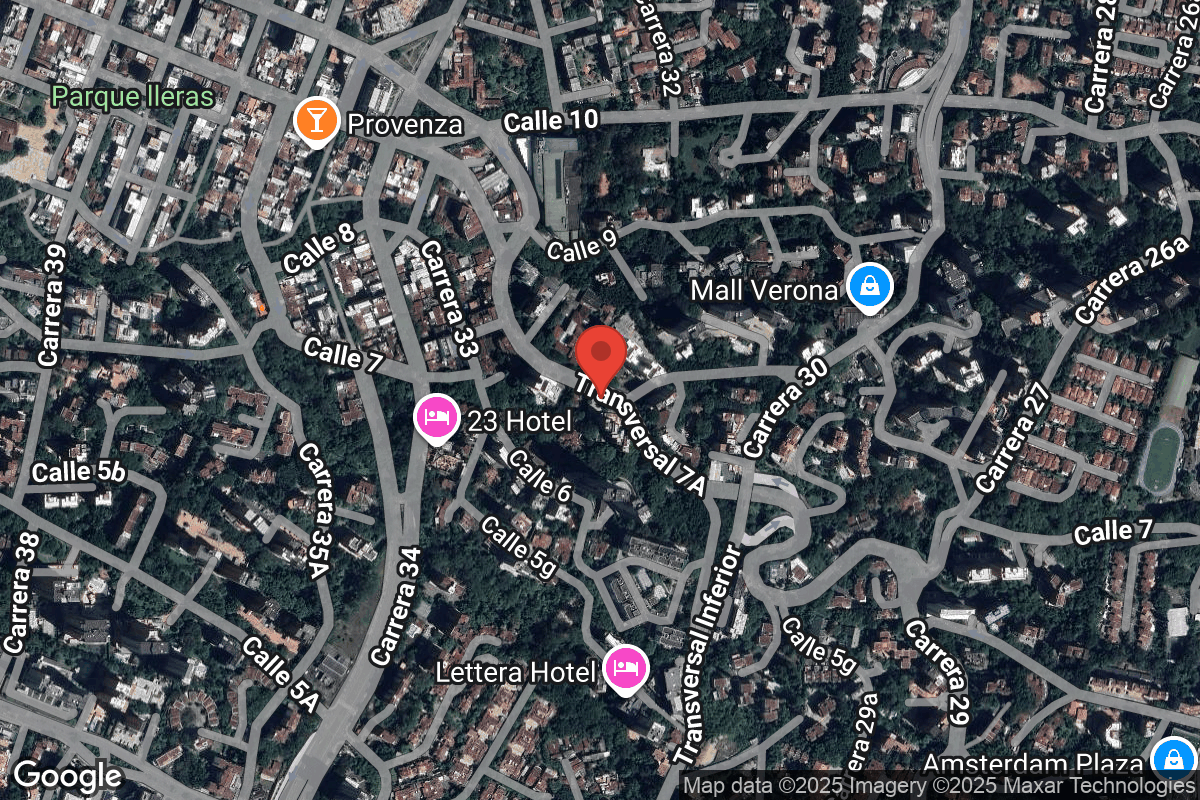 Carrera 32
Carrera 28
Carrera 26
Parque lleras
Provenza
Calle 10
Carrera 39
Calle 8
Carrera 33
Calle 9
Mall Verona
Carrera 26a
Calle 7
Transversal 7A
Carrera 30
Carrera 27
23 Hotel
Calle 5b
Carrera 35A
Calle 6
Calle 5g
Calle 7
Carrera 38
Carrera 34
Transversal Inferior
Calle 5A
Calle 5g
Carrera 29
Lettera Hotel
Amsterdam Plaza
Google
Map data ©2025 Imagery ©2025 Maxar Technologies